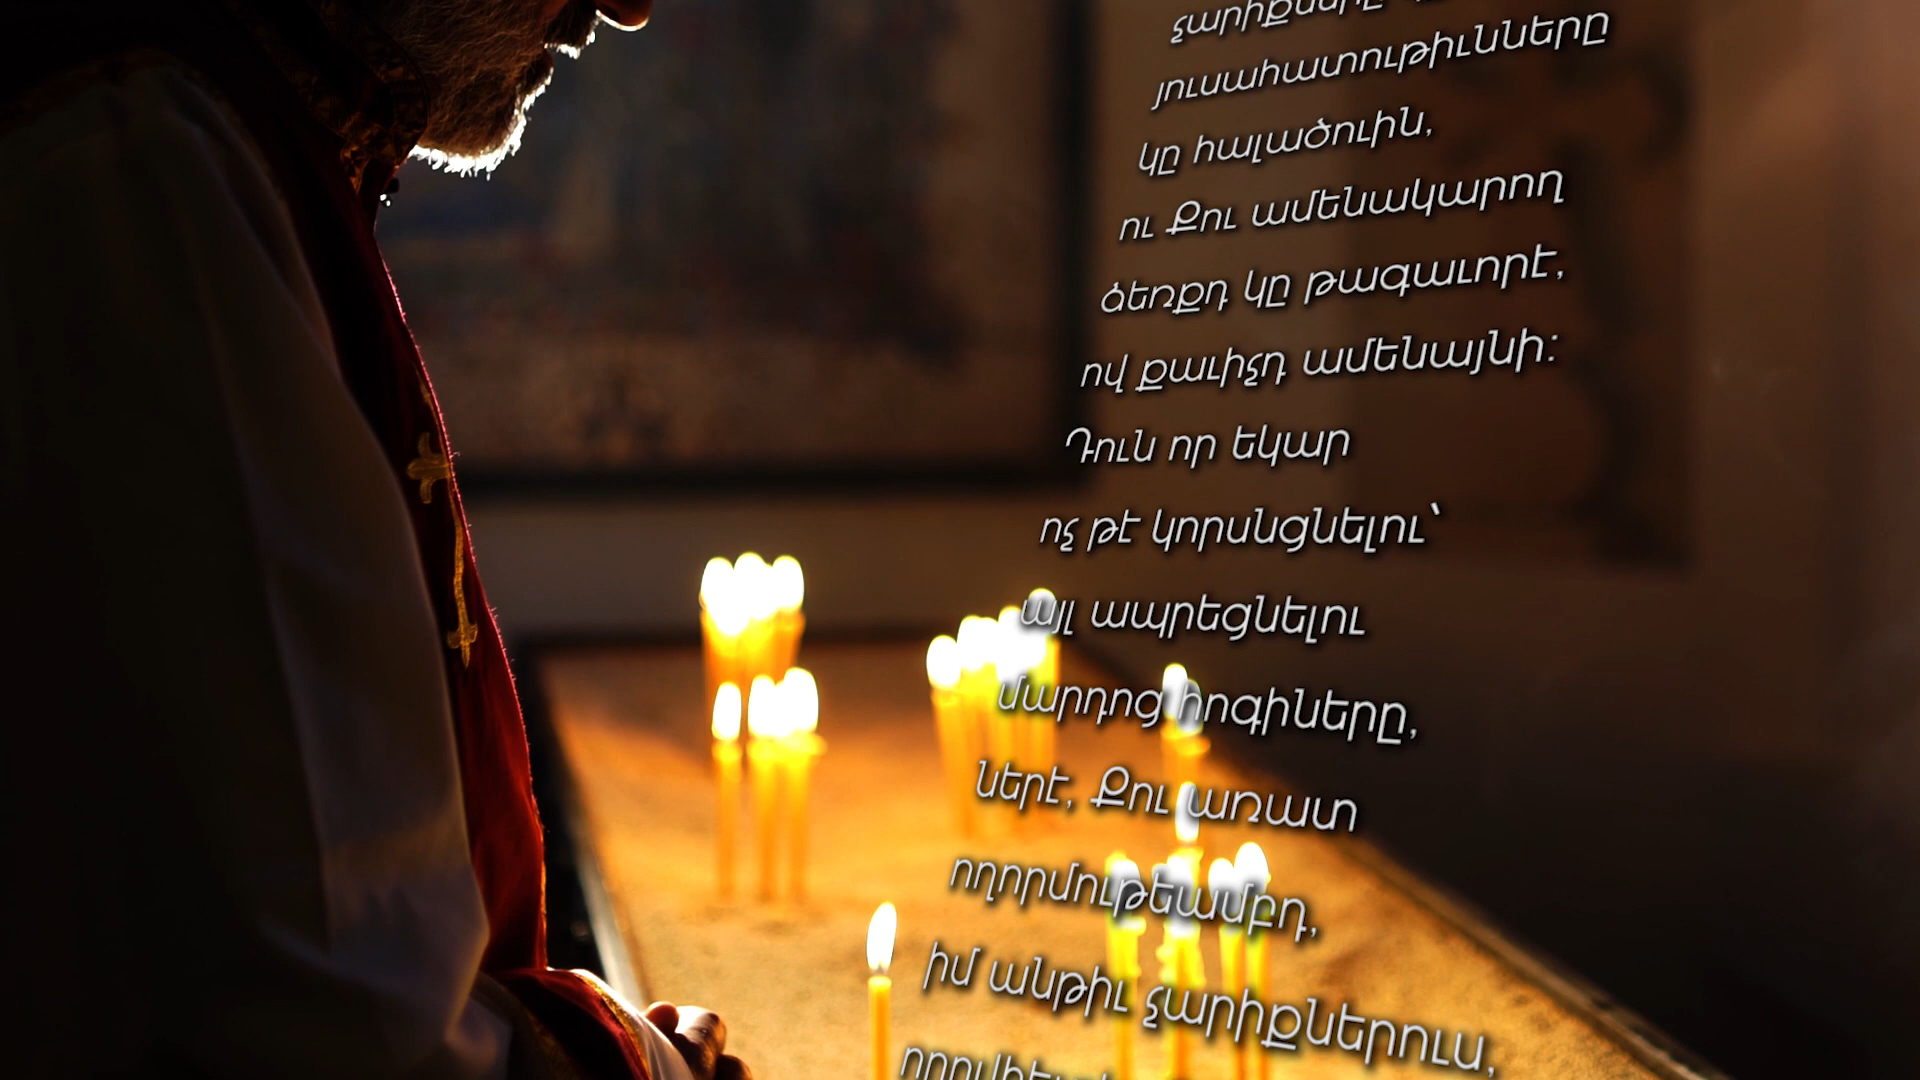 յուսահատութիւնները
կը հալածուին,
ու Քու ամենակարող
ձեռքդ կը թագաւորէ,
ով քաւիչդ ամենայնի:
Դուն որ եկար
ոչ թէ կորսնցնելու՝
այլ ապրեցնելու
մարդոց հոգիները,
ներէ, Քու առատ
ողորմութեամբդ,
իմ անթիւ չարիքներուս,